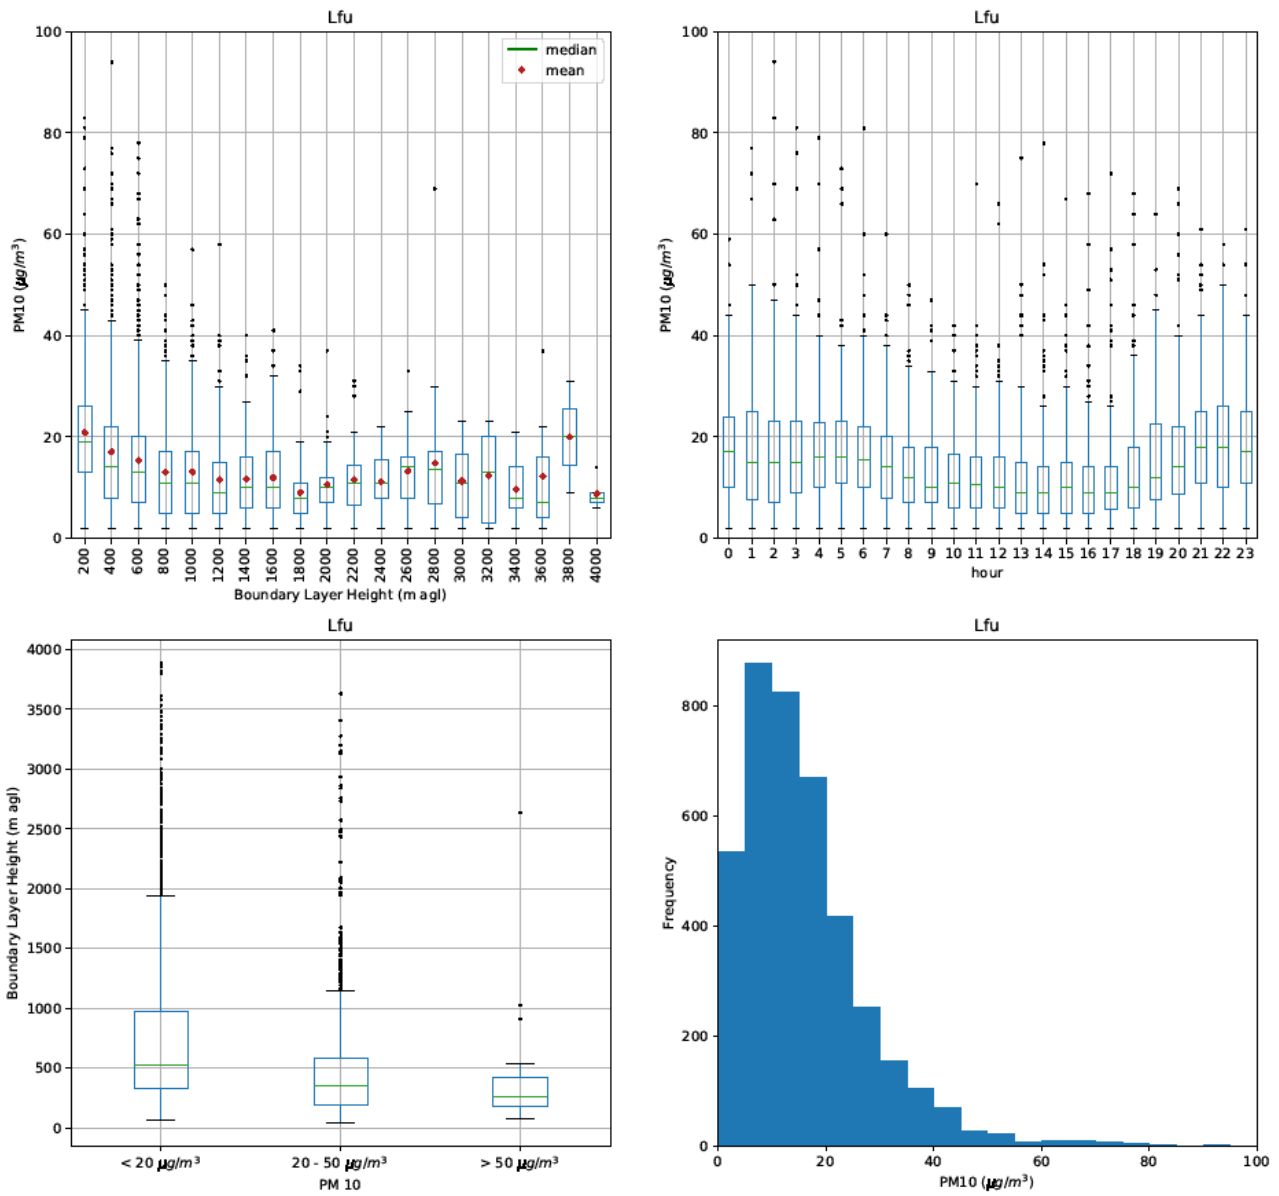 Lfu
100
80
60
40
20
0
PM10 (μg/m³)
median
mean
200 400 600 800 1000 1200 1400 1600 1800 2000 2200 2400 2600 2800 3000 3200 3400 3600 3800 4000
Boundary Layer Height (m agl)
Lfu
100
80
60
40
20
0
PM10 (μg/m³)
0 1 2 3 4 5 6 7 8 9 10 11 12 13 14 15 16 17 18 19 20 21 22 23
hour
Lfu
4000
3500
3000
2500
2000
1500
1000
500
0
Boundary Layer Height (m agl)
< 20 μg/m³ 20 - 50 μg/m³ > 50 μg/m³
PM 10
Lfu
800
600
400
200
0
Frequency
0 20 40 60 80 100
PM10 (μg/m³)